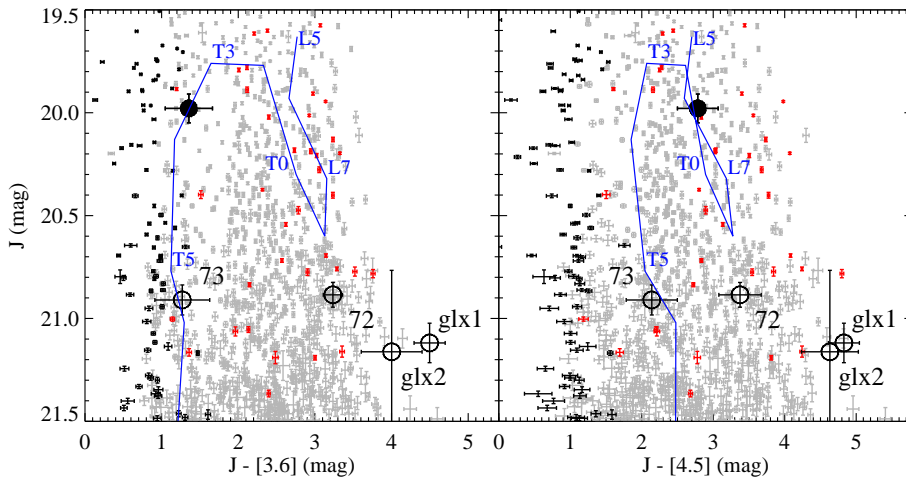 19.5
20.0
20.5
21.0
21.5
J (mag)
T3
L5
T0
L7
T5
73
72
glx1
glx2
0
1
2
3
4
5
J - [3.6] (mag)
T3
L5
T0
L7
T5
73
72
glx1
glx2
0
1
2
3
4
5
J - [4.5] (mag)